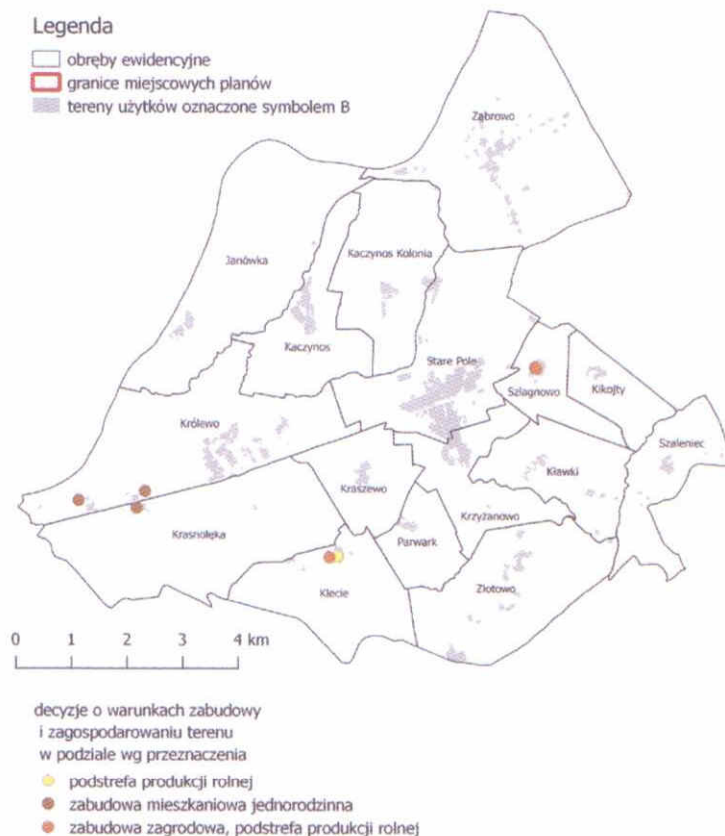 Legenda
obręby ewidencyjne
granice miejscowych planów
tereny użytków oznaczone symbolem B
Ząbrowo
Janówka
Kaczynos Kolonia
Kaczynos
Stare Pole
Szlagnowo
Kikojty
Królewo
Szaleniec
Kraszewo
Kławki
Krasnołęka
Parwark
Krzyżanowo
Klecie
Złotowo
0 1 2 3 4 km
decyzje o warunkach zabudowy
i zagospodarowaniu terenu
w podziale wg przeznaczenia
podstrefa produkcji rolnej
zabudowa mieszkaniowa jednorodzinna
zabudowa zagrodowa, podstrefa produkcji rolnej